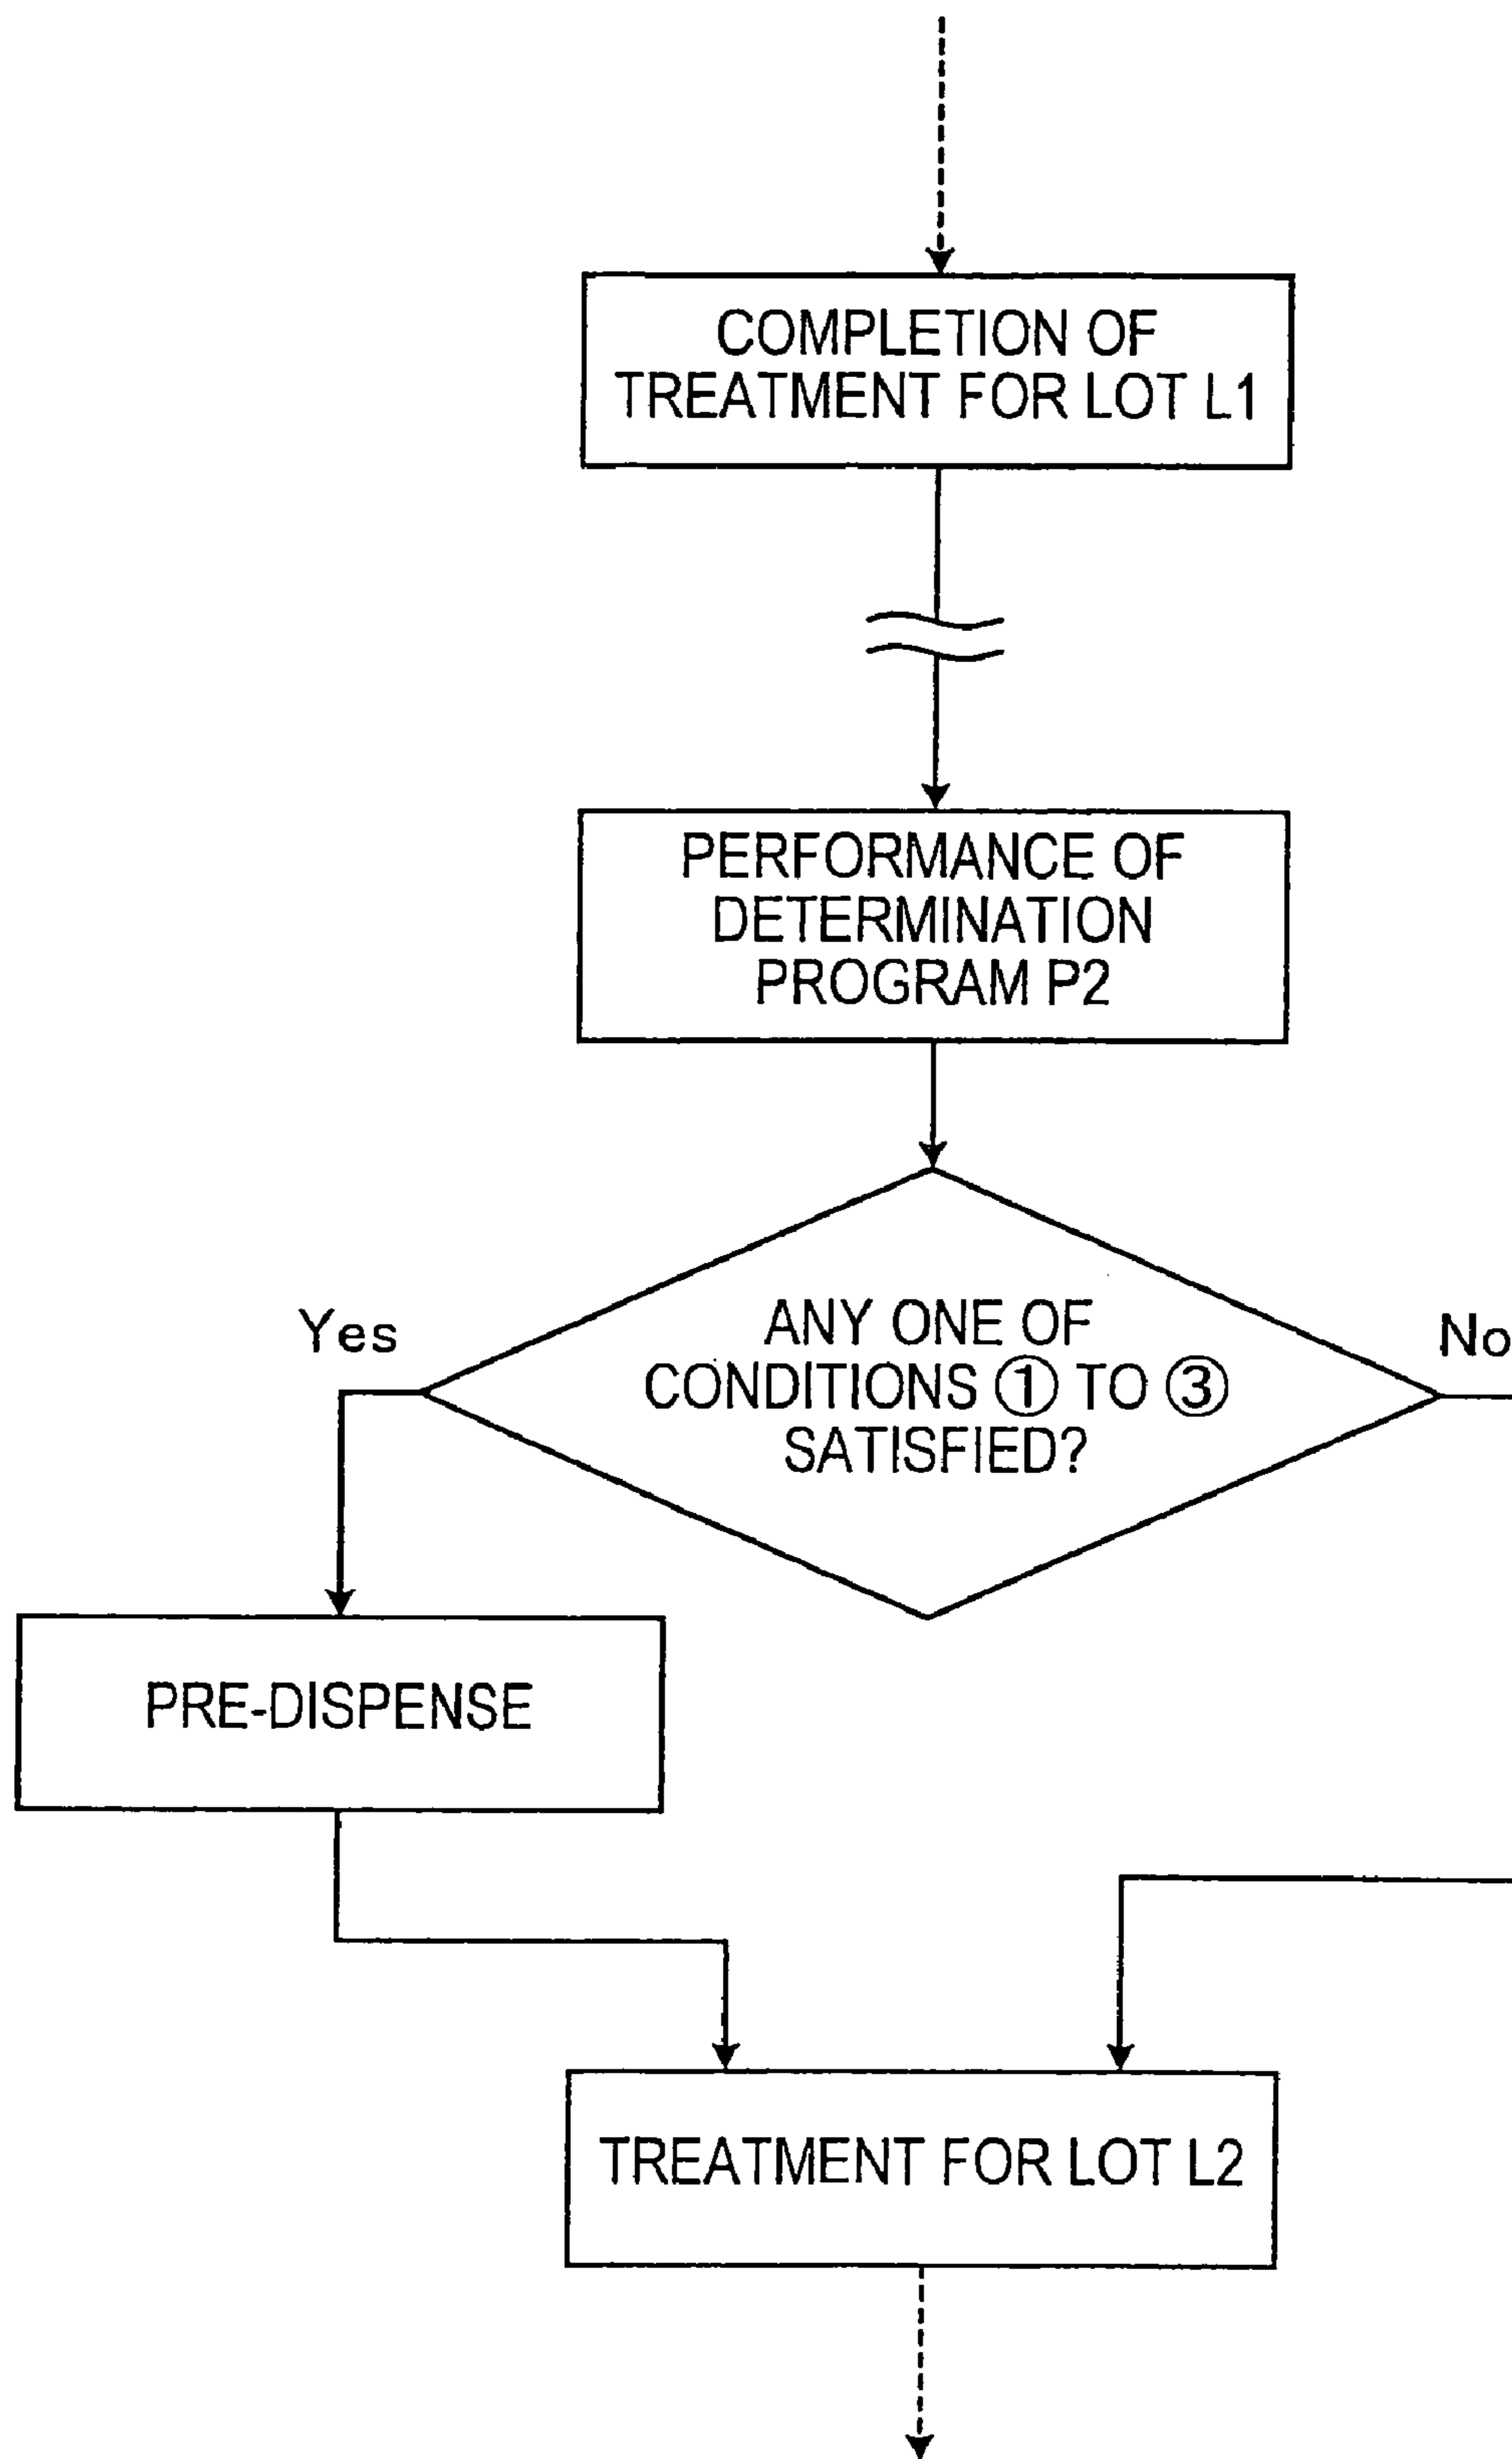 COMPLETION OF
TREATMENT FOR LOT L1
PERFORMANCE OF
DETERMINATION
PROGRAM P2
Yes
No
ANY ONE OF
CONDITIONS ① TO ③
SATISFIED?
PRE-DISPENSE
TREATMENT FOR LOT L2